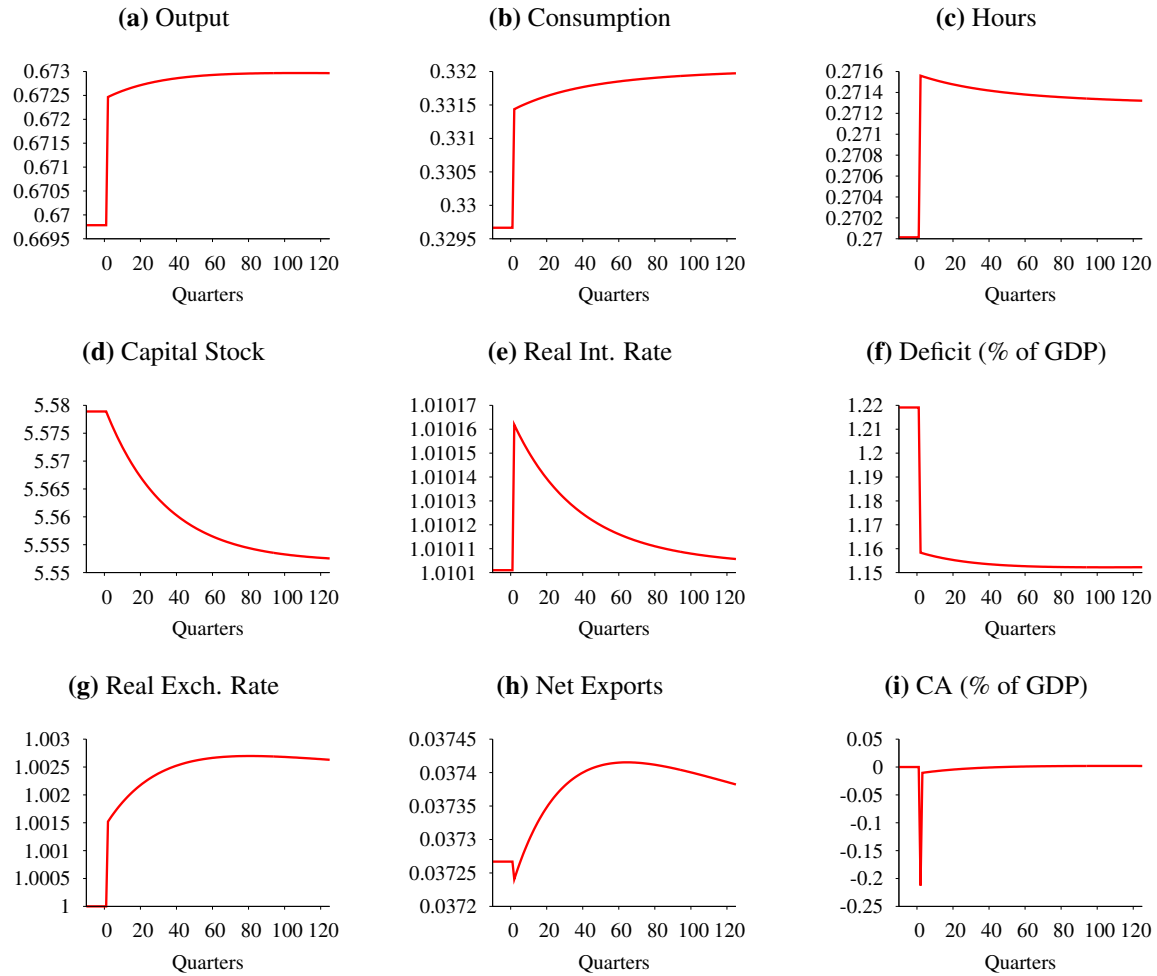 (a) Output
0.673
0.6725
0.672
0.6715
0.671
0.6705
0.67
0.6695
0 20 40 60 80 100 120
Quarters
(b) Consumption
0.332
0.3315
0.331
0.3305
0.33
0.3295
0 20 40 60 80 100 120
Quarters
(c) Hours
0.2716
0.2714
0.2712
0.271
0.2708
0.2706
0.2704
0.2702
0.27
0 20 40 60 80 100 120
Quarters
(d) Capital Stock
5.58
5.575
5.57
5.565
5.56
5.555
5.55
0 20 40 60 80 100 120
Quarters
(e) Real Int. Rate
1.01017
1.01016
1.01015
1.01014
1.01013
1.01012
1.01011
1.0101
0 20 40 60 80 100 120
Quarters
(f) Deficit (% of GDP)
1.22
1.21
1.2
1.19
1.18
1.17
1.16
1.15
0 20 40 60 80 100 120
Quarters
(g) Real Exch. Rate
1.003
1.0025
1.002
1.0015
1.001
1.0005
1
0 20 40 60 80 100 120
Quarters
(h) Net Exports
0.03745
0.0374
0.03735
0.0373
0.03725
0.0372
0 20 40 60 80 100 120
Quarters
(i) CA (% of GDP)
0.05
0
-0.05
-0.1
-0.15
-0.2
-0.25
0 20 40 60 80 100 120
Quarters